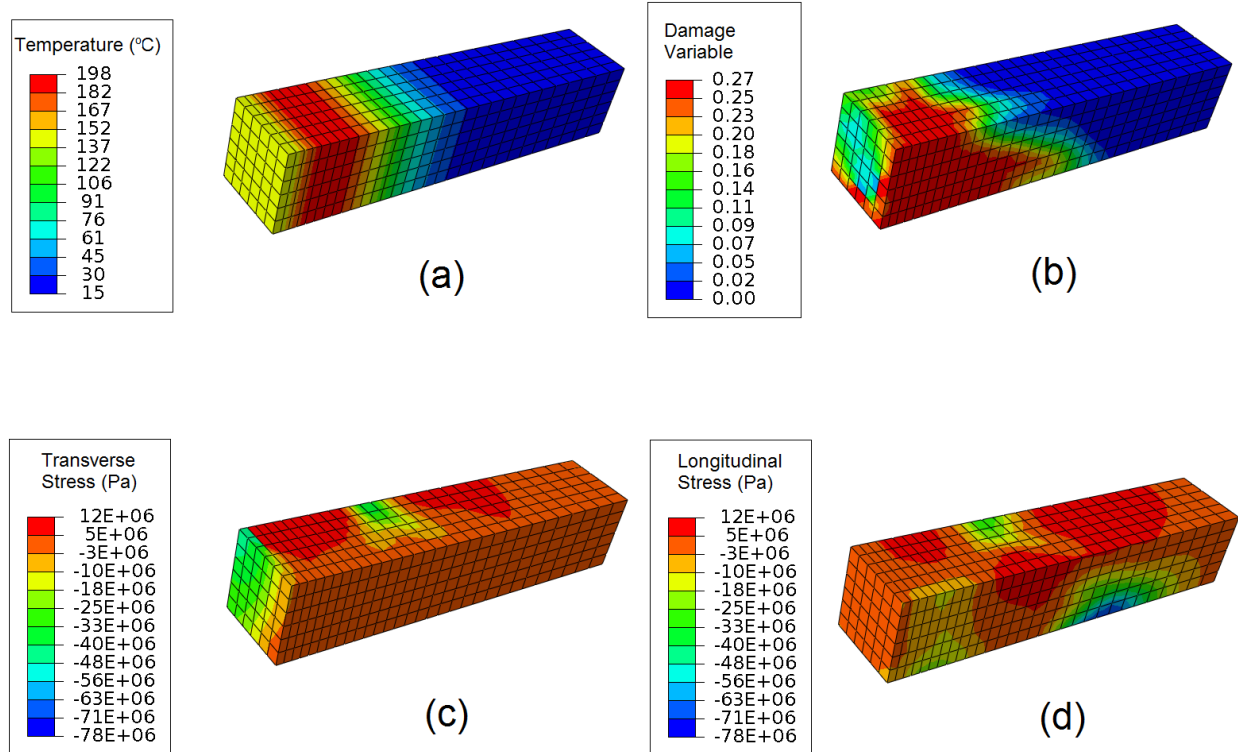 Temperature (°C)
198
182
167
152
137
122
106
91
76
61
45
30
15
(a)
Damage
Variable
0.27
0.25
0.23
0.20
0.18
0.16
0.14
0.11
0.09
0.07
0.05
0.02
0.00
(b)
Transverse
Stress (Pa)
12E+06
5E+06
-3E+06
-10E+06
-18E+06
-25E+06
-33E+06
-40E+06
-48E+06
-56E+06
-63E+06
-71E+06
-78E+06
(c)
Longitudinal
Stress (Pa)
12E+06
5E+06
-3E+06
-10E+06
-18E+06
-25E+06
-33E+06
-40E+06
-48E+06
-56E+06
-63E+06
-71E+06
-78E+06
(d)